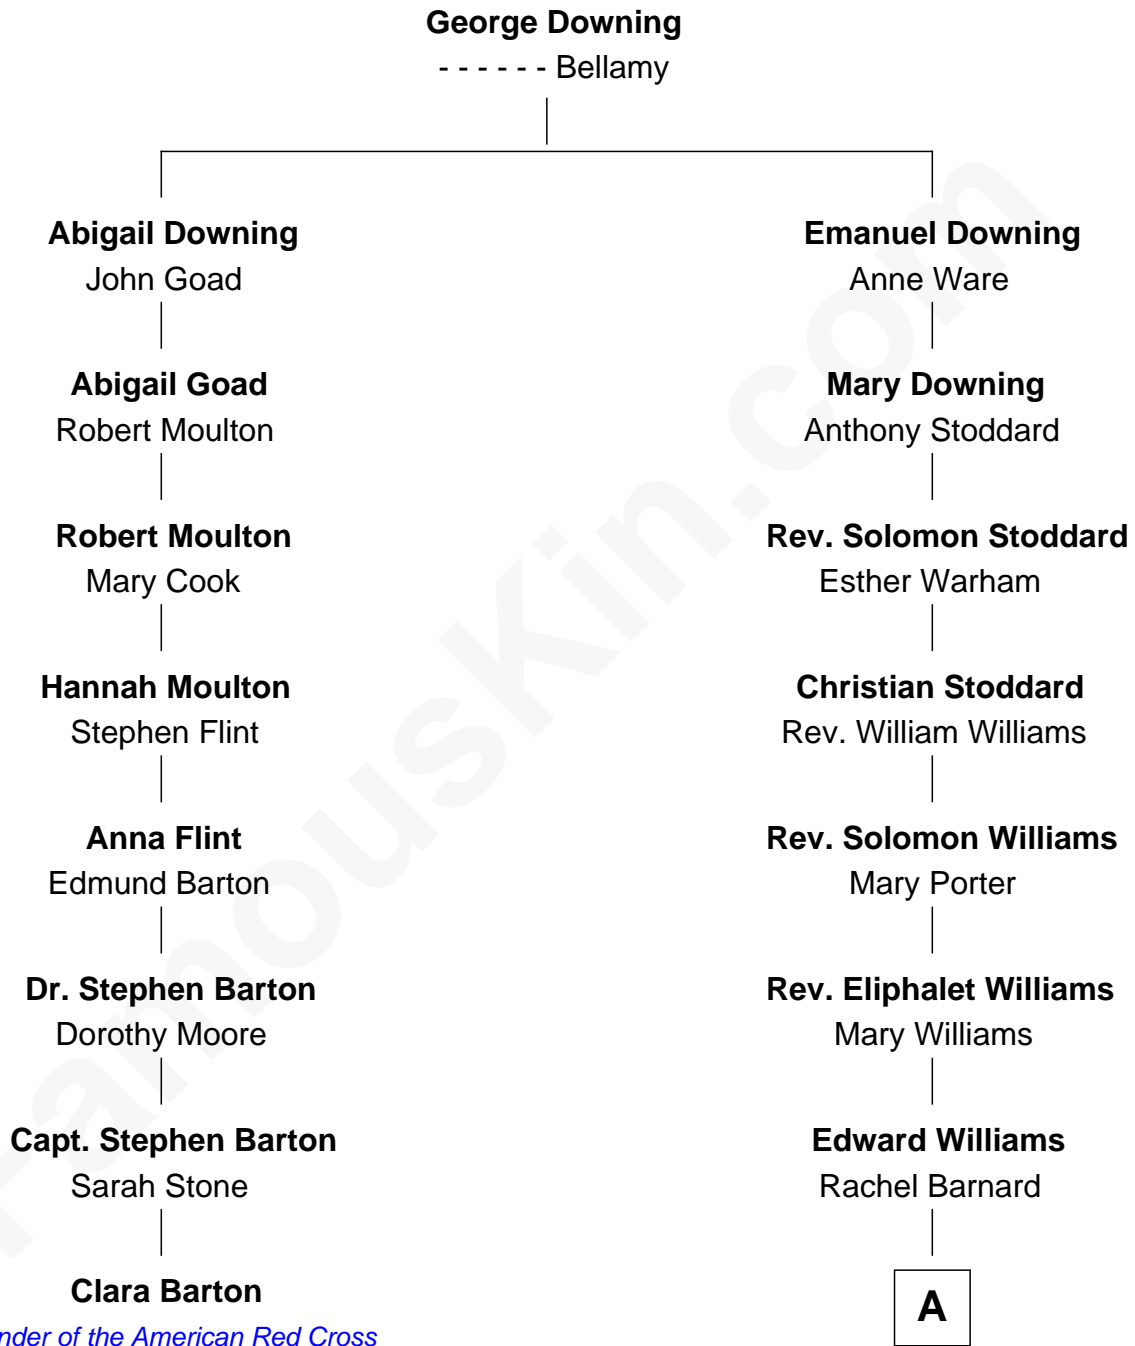 George Downing
- - - - - - Bellamy
Abigail Downing
John Goad
Emanuel Downing
Anne Ware
Abigail Goad
Robert Moulton
Mary Downing
Anthony Stoddard
Robert Moulton
Mary Cook
Rev. Solomon Stoddard
Esther Warham
Hannah Moulton
Stephen Flint
Christian Stoddard
Rev. William Williams
Anna Flint
Edmund Barton
Rev. Solomon Williams
Mary Porter
Dr. Stephen Barton
Dorothy Moore
Rev. Eliphalet Williams
Mary Williams
Capt. Stephen Barton
Sarah Stone
Edward Williams
Rachel Barnard
Clara Barton
nder of the American Red Cross
A
FamousKin.com